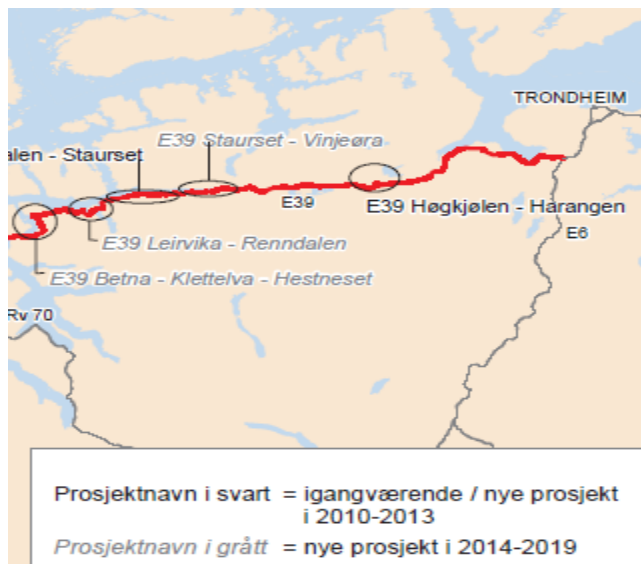 TRONDHEIM
E39 Staurset - Vinjeøra
alen - Staurset
E39
E39 Høgkjølen - Harangen
E39 Leirvika - Renndalen
E6
E39 Betna - Klettelva - Hestneset
Rv 70
Prosjektnavn i svart = igangværende / nye prosjekt
i 2010-2013
Prosjektnavn i grått = nye prosjekt i 2014-2019